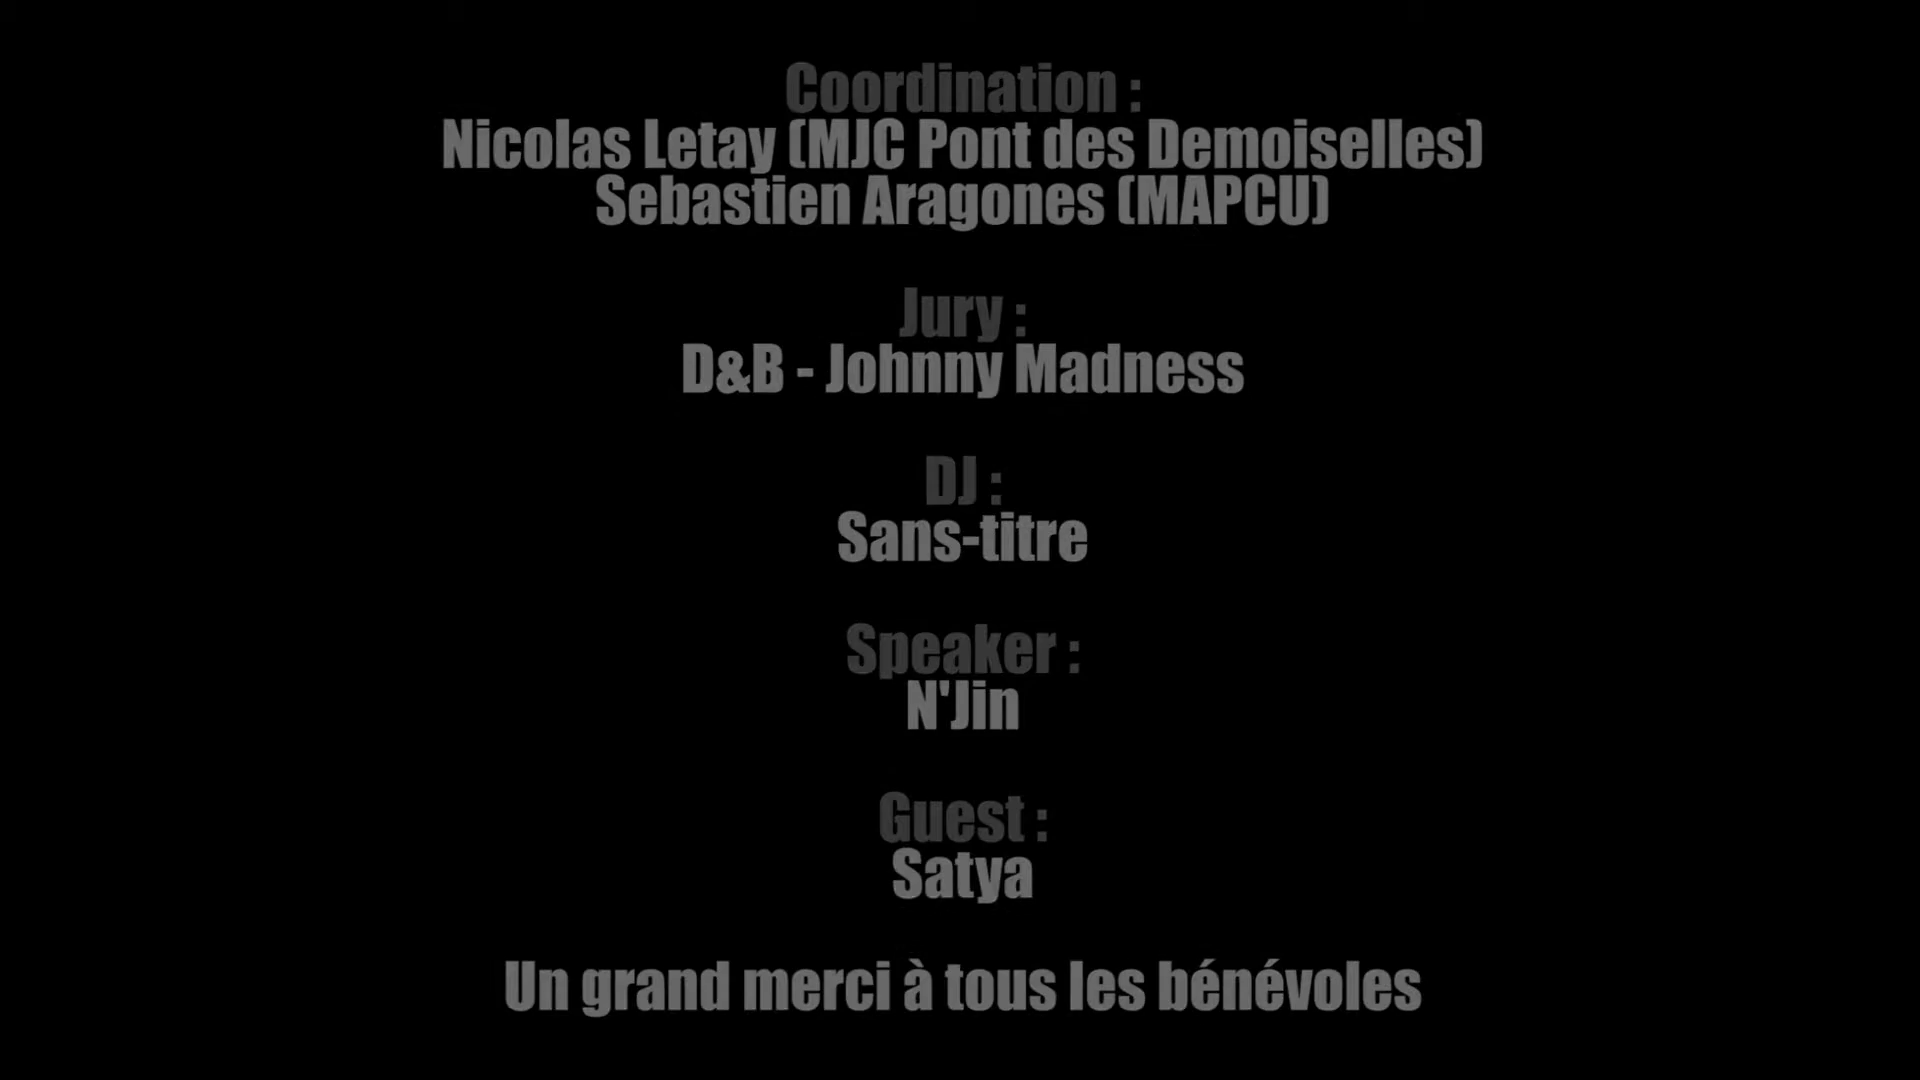 Coordination :
Nicolas Letay (MJC Pont des Demoiselles)
Sebastien Aragones (MAPCU)
Jury :
D&B - Johnny Madness
DJ :
Sans-titre
Speaker :
N'Jin
Guest :
Satya
Un grand merci à tous les bénévoles